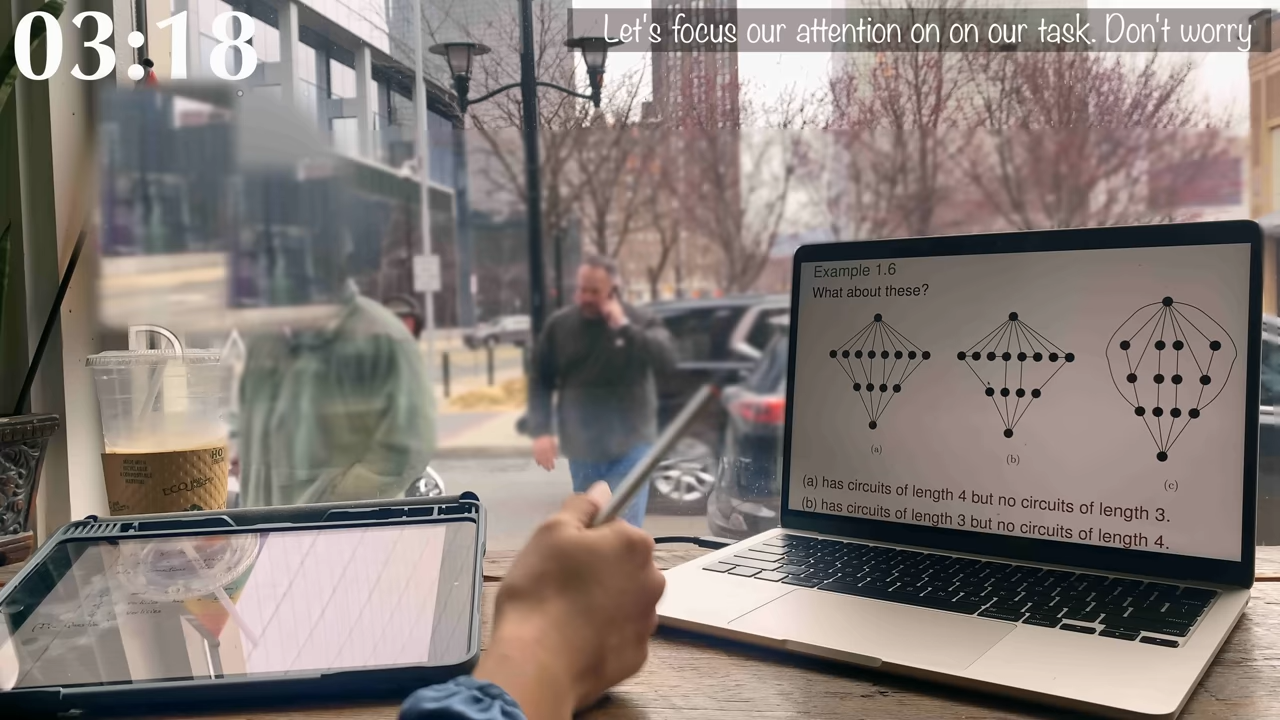 03:18
Let's focus our attention on on our task. Don't worry
Example 1.6
What about these?
(a)
(b)
(c)
(a) has circuits of length 4 but no circuits of length 3.
(b) has circuits of length 3 but no circuits of length 4.